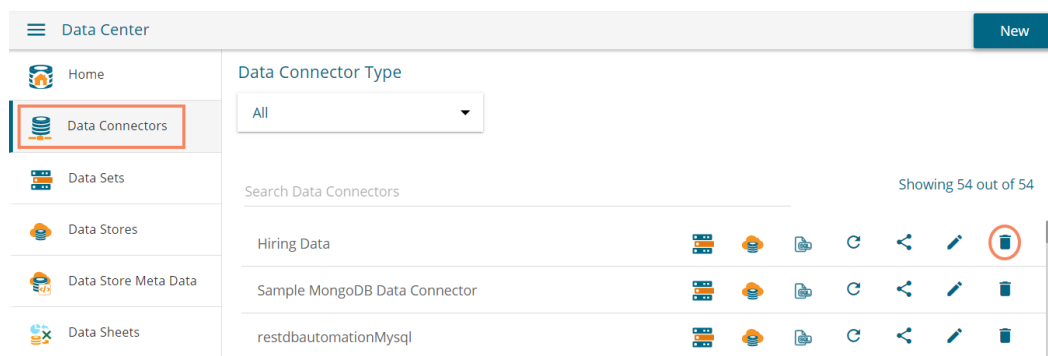 Data Center
New
Home
Data Connectors
Data Sets
Data Stores
Data Store Meta Data
Data Sheets
Data Connector Type
All
Search Data Connectors
Showing 54 out of 54
Hiring Data
Sample MongoDB Data Connector
restdbautomationMysql